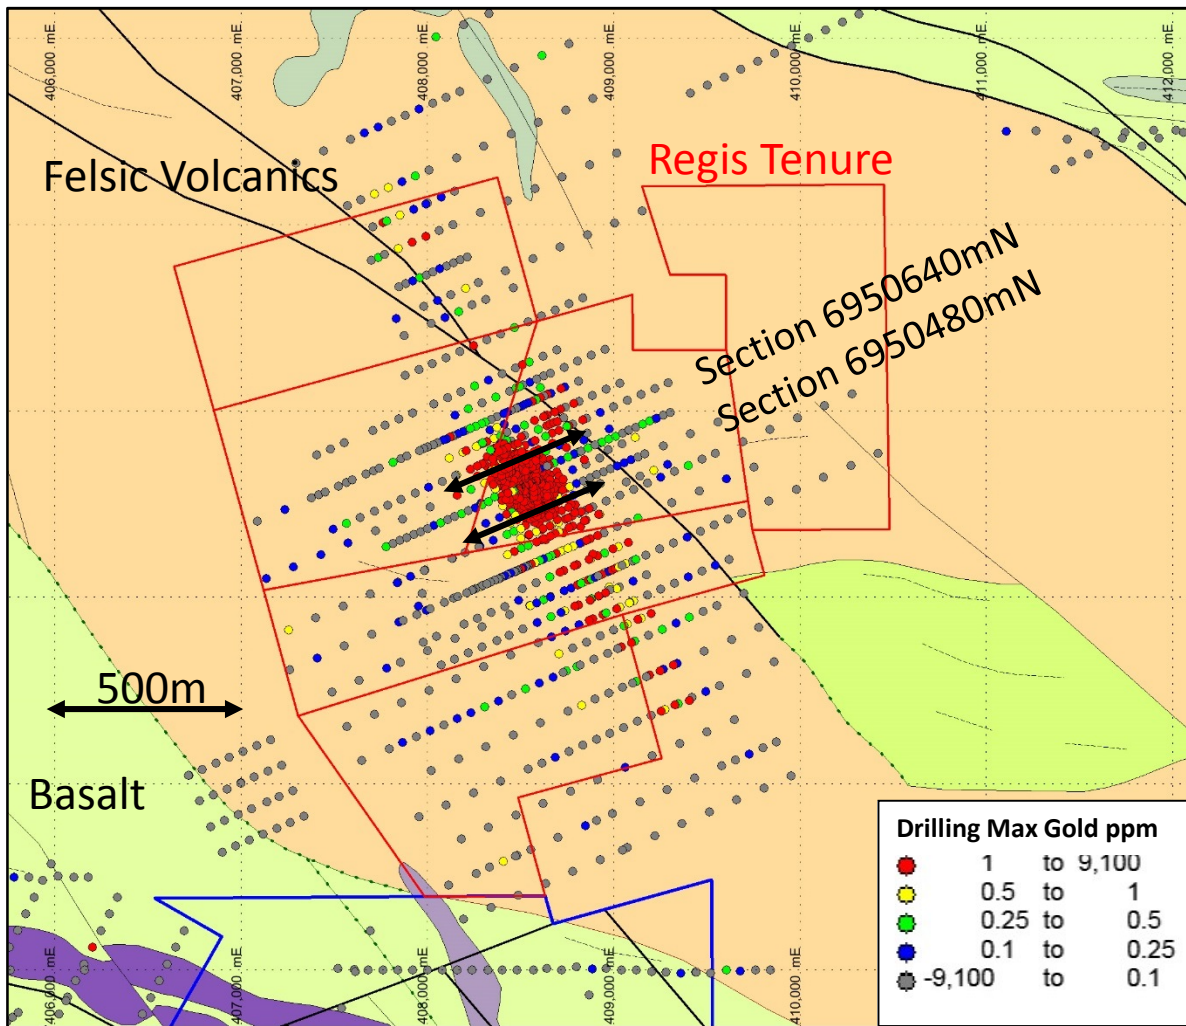 406,000 .mE.
407,000 .mE.
408,000 .mE.
409,000 .mE.
410,000 .mE.
411,000 .mE.
412,000 .mE.
Felsic Volcanics
Regis Tenure
Section 6950640mN
Section 6950480mN
500m
Basalt
Drilling Max Gold ppm
1 to 9,100
0.5 to 1
0.25 to 0.5
0.1 to 0.25
-9,100 to 0.1
406,000 .mE.
407,000 .mE.
408,000 .mE.
409,000 .mE.
410,000 .mE.